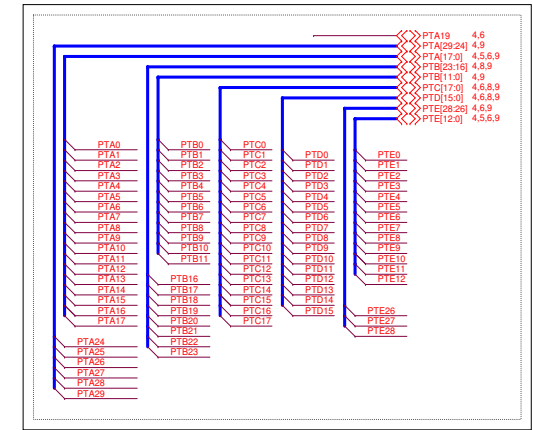 PTA19 4,6
PTA[29:24] 4,9
PTA[17:0] 4,5,6,9
PTB[23:16] 4,8,9
PTB[11:0] 4,9
PTC[17:0] 4,6,8,9
PTD[15:0] 4,6,8,9
PTE[28:26] 4,6,9
PTE[12:0] 4,5,6,9
PTA0
PTA1
PTA2
PTA3
PTA4
PTA5
PTA6
PTA7
PTA8
PTA9
PTA10
PTA11
PTA12
PTA13
PTA14
PTA15
PTA16
PTA17
PTA24
PTA25
PTA26
PTA27
PTA28
PTA29
PTB0
PTB1
PTB2
PTB3
PTB4
PTB5
PTB6
PTB7
PTB8
PTB9
PTB10
PTB11
PTB16
PTB17
PTB18
PTB19
PTB20
PTB21
PTB22
PTB23
PTC0
PTC1
PTC2
PTC3
PTC4
PTC5
PTC6
PTC7
PTC8
PTC9
PTC10
PTC11
PTC12
PTC13
PTC14
PTC15
PTC16
PTC17
PTD0
PTD1
PTD2
PTD3
PTD4
PTD5
PTD6
PTD7
PTD8
PTD9
PTD10
PTD11
PTD12
PTD13
PTD14
PTD15
PTE0
PTE1
PTE2
PTE3
PTE4
PTE5
PTE6
PTE7
PTE8
PTE9
PTE10
PTE11
PTE12
PTE26
PTE27
PTE28